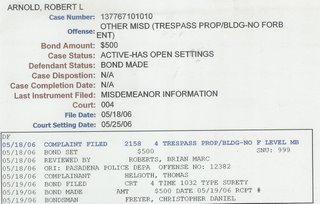 ARNOLD, ROBERT L
Case Number: 137767101010
Offense: OTHER MISD (TRESPASS PROP/BLDG-NO FORB ENT)
Bond Amount: $500
Case Status: ACTIVE-HAS OPEN SETTINGS
Defendant Status: BOND MADE
Case Dispostion: N/A
Case Completion Date: N/A
Last Instrument Filed: MISDEMEANOR INFORMATION
Court: 004
File Date: 05/18/06
Court Setting Date: 05/25/06
DF
05/18/06 COMPLAINT FILED 2158 4 TRESPASS PROP/BLDG-NO F LEVEL MB
05/18/06 BOND SET $500 SNU: 999
05/18/06 REVIEWED BY ROBERTS, BRIAN MARC
05/18/06 ORI: PASADENA POLICE DEPA OFFENSE NO: 12382
05/18/06 COMPLAINANT HELGOTH, THOMAS
05/19/06 BOND FILED CRT 4 TIME 1032 TYPE SURETY
05/19/06 BOND MADE AMT $500 DATE 05/19/06 RCPT #
05/19/06 BONDSMAN FREYER, CHRISTOPHER DANIEL